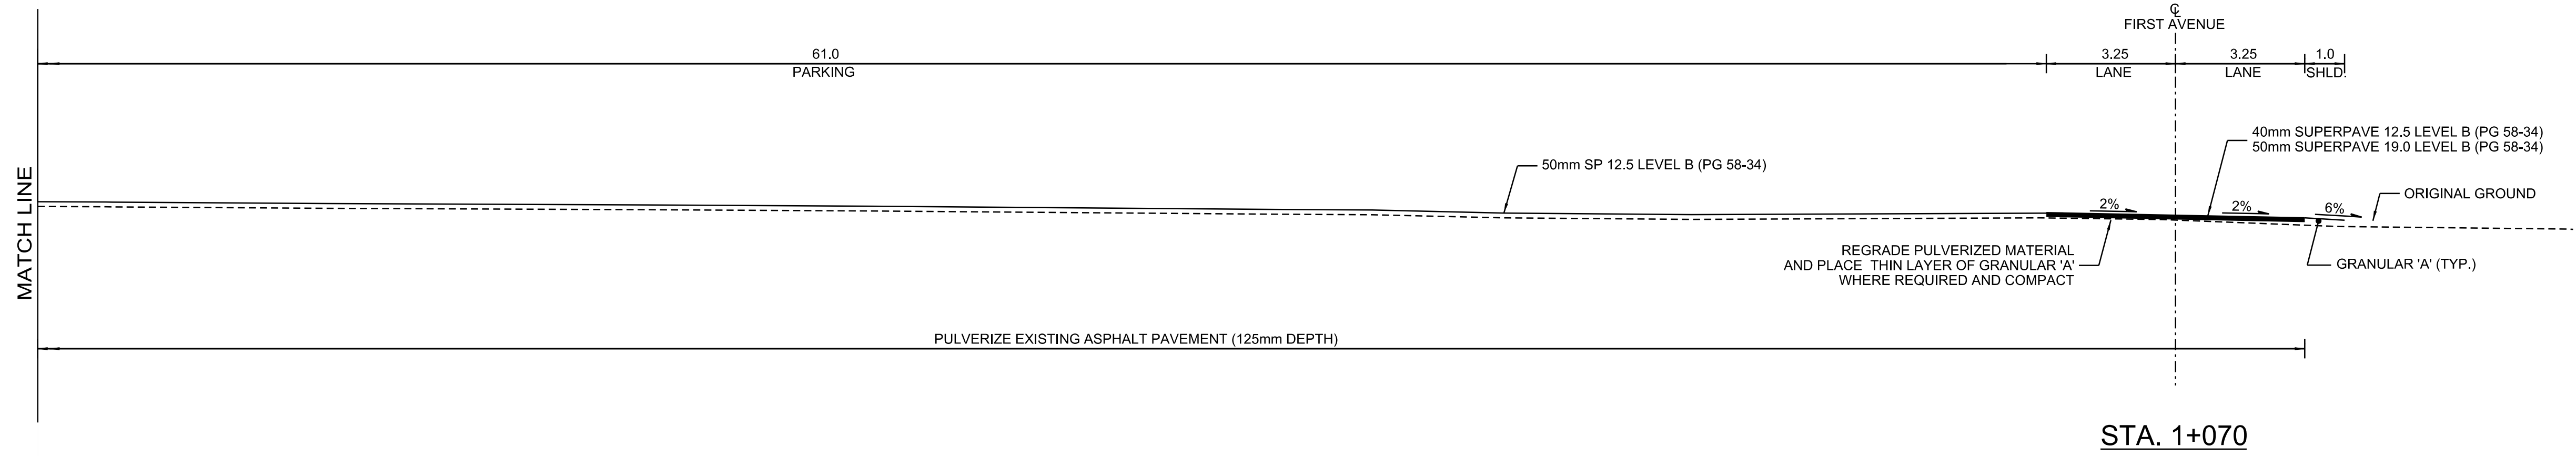 ℄
FIRST AVENUE
61.0
PARKING
3.25
LANE
3.25
LANE
1.0
SHLD.
MATCH LINE
50mm SP 12.5 LEVEL B (PG 58-34)
40mm SUPERPAVE 12.5 LEVEL B (PG 58-34)
50mm SUPERPAVE 19.0 LEVEL B (PG 58-34)
2%
2%
6%
ORIGINAL GROUND
REGRADE PULVERIZED MATERIAL
AND PLACE THIN LAYER OF GRANULAR 'A'
WHERE REQUIRED AND COMPACT
GRANULAR 'A' (TYP.)
PULVERIZE EXISTING ASPHALT PAVEMENT (125mm DEPTH)
STA. 1+070